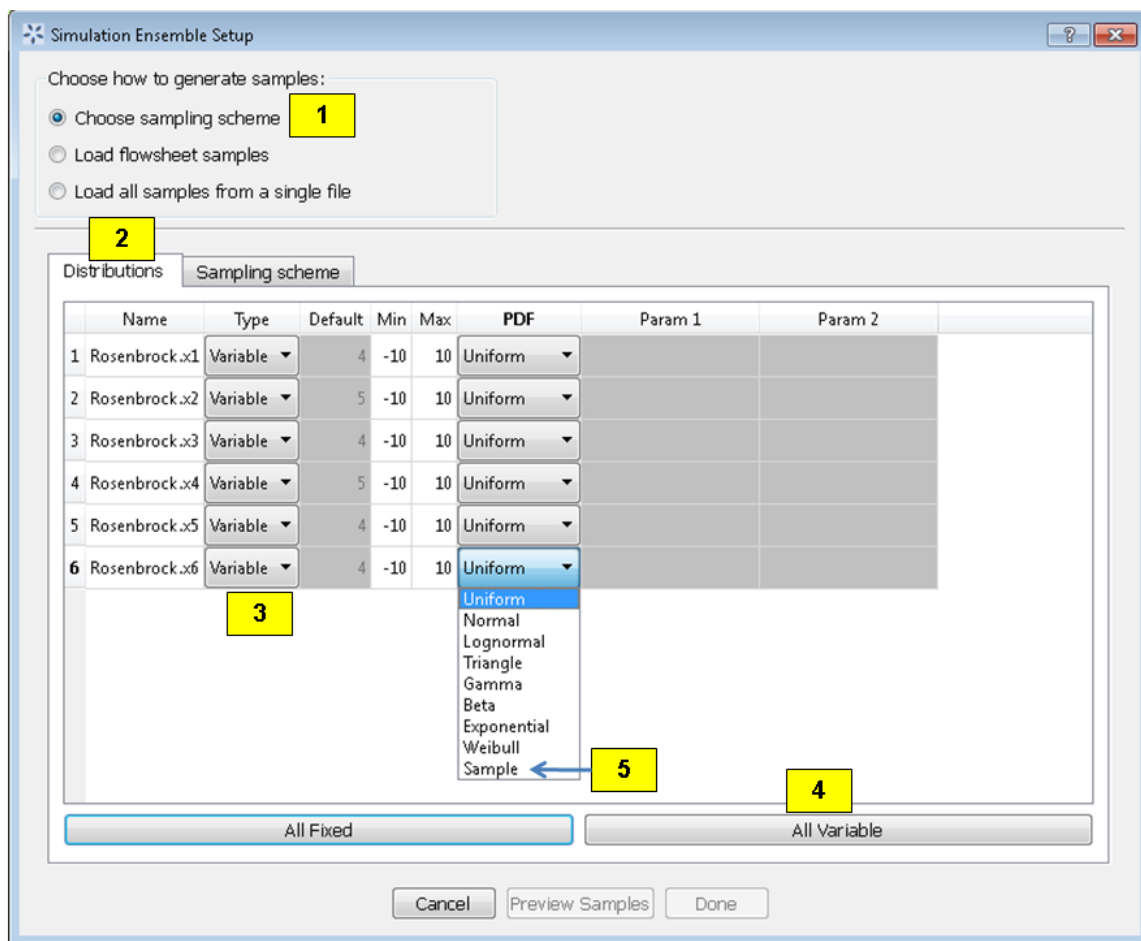 Simulation Ensemble Setup
Choose how to generate samples:
Choose sampling scheme 1
Load flowsheet samples
Load all samples from a single file
2
Distributions Sampling scheme
Name Type Default Min Max PDF Param 1 Param 2
1 Rosenbrock.x1 Variable 4 -10 10 Uniform
2 Rosenbrock.x2 Variable 5 -10 10 Uniform
3 Rosenbrock.x3 Variable 4 -10 10 Uniform
4 Rosenbrock.x4 Variable 5 -10 10 Uniform
5 Rosenbrock.x5 Variable 4 -10 10 Uniform
6 Rosenbrock.x6 Variable 4 -10 10 Uniform
3
Uniform
Normal
Lognormal
Triangle
Gamma
Beta
Exponential
Weibull
Sample 5
4
All Fixed All Variable
Cancel Preview Samples Done